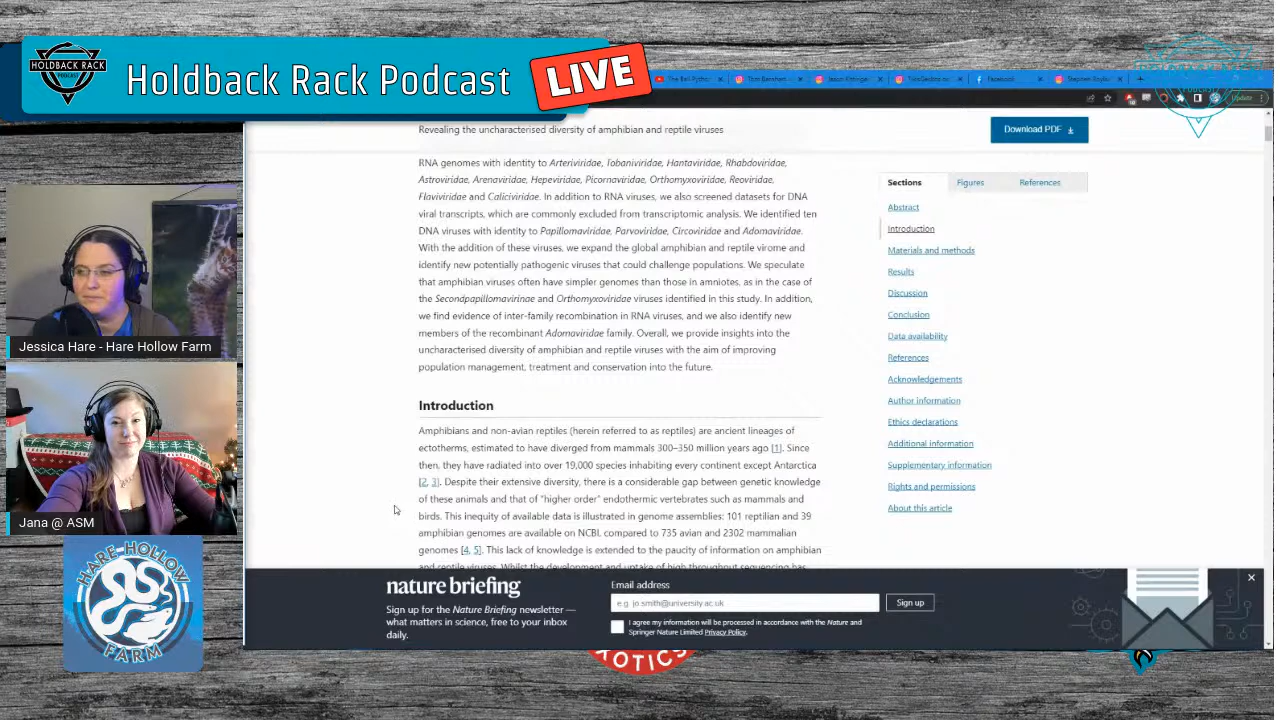 HOLDBACK RACK
PODCAST
Holdback Rack Podcast
LIVE
Update
Revealing the uncharacterised diversity of amphibian and reptile viruses
Download PDF
RNA genomes with identity to Arteriviridae, Tobaniviridae, Hantaviridae, Rhabdoviridae,
Astroviridae, Arenaviridae, Hepeviridae, Picornaviridae, Orthomyxoviridae, Reoviridae,
Flaviviridae and Caliciviridae. In addition to RNA viruses, we also screened datasets for DNA
viral transcripts, which are commonly excluded from transcriptomic analysis. We identified ten
DNA viruses with identity to Papillomaviridae, Parvoviridae, Circoviridae and Adomaviridae.
With the addition of these viruses, we expand the global amphibian and reptile virome and
identify new potentially pathogenic viruses that could challenge populations. We speculate
that amphibian viruses often have simpler genomes than those in amniotes, as in the case of
the Secondpapillomavirinae and Orthomyxoviridae viruses identified in this study. In addition,
we find evidence of inter-family recombination in RNA viruses, and we also identify new
members of the recombinant Adomaviridae family. Overall, we provide insights into the
uncharacterised diversity of amphibian and reptile viruses with the aim of improving
population management, treatment and conservation into the future.
Introduction
Amphibians and non-avian reptiles (herein referred to as reptiles) are ancient lineages of
ectotherms, estimated to have diverged from mammals 300–350 million years ago [1]. Since
then, they have radiated into over 19,000 species inhabiting every continent except Antarctica
[2, 3]. Despite their extensive diversity, there is a considerable gap between genetic knowledge
of these animals and that of "higher order" endothermic vertebrates such as mammals and
birds. This inequity of available data is illustrated in genome assemblies: 101 reptilian and 39
amphibian genomes are available on NCBI, compared to 735 avian and 2302 mammalian
genomes [4, 5]. This lack of knowledge is extended to the paucity of information on amphibian
and reptile viruses. Whilst the development and uptake of high throughput sequencing has
Sections
Figures
References
Abstract
Introduction
Materials and methods
Results
Discussion
Conclusion
Data availability
References
Acknowledgements
Author information
Ethics declarations
Additional information
Supplementary information
Rights and permissions
About this article
Jessica Hare - Hare Hollow Farm
Jana @ ASM
HARE HOLLOW
FARM
nature briefing
Sign up for the Nature Briefing newsletter —
what matters in science, free to your inbox
daily.
Email address
e.g. jo.smith@university.ac.uk
Sign up
I agree my information will be processed in accordance with the Nature and
Springer Nature Limited Privacy Policy.
XOTICS